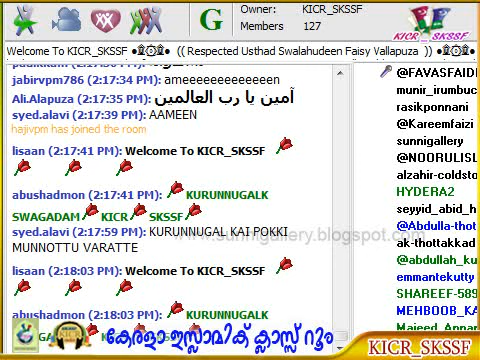 Owner: KICR_SKSSF
Members 127
G
KICR_SKSSF
Welcome To KICR_SKSSF ●۩۞۩● (( Respected Usthad Swalahudeen Faisy Vallapuza )) ●۩۞۩●
jabirvpm786 (2:17:34 PM): ameeeeeeeeeeeeen
Ali.Alapuza (2:17:35 PM): آمين يا رب العالمين
syed.alavi (2:17:39 PM): AAMEEN
hajivpm has joined the room
lisaan (2:17:41 PM): Welcome To KICR_SKSSF
abushadmon (2:17:41 PM): KURUNNUGALK
SWAGADAM KICR SKSSF
syed.alavi (2:17:59 PM): KURUNNUGAL KAI POKKI
MUNNOTTU VARATTE
lisaan (2:18:03 PM): Welcome To KICR_SKSSF
abushadmon (2:18:03 PM): KURUNNUGALK
@FAVASFAIDI
munir_irumbuc
rasikponnani
@Kareemfaizi
sunnigallery
@NOORULISL
alzahir-coldsto
HYDERA2
seyyid_abid_h
@Abdulla-thot
ak-thottakkad
@abdullah_ku
emmantekutty
SHAREEF-589
MEHBOOB_KA
Majeed_Appar
www.sunnigallery.blogspot.com
കേരളാ ഇസ്ലാമിക് ക്ലാസ്സ് റൂം
KICR_SKSSF